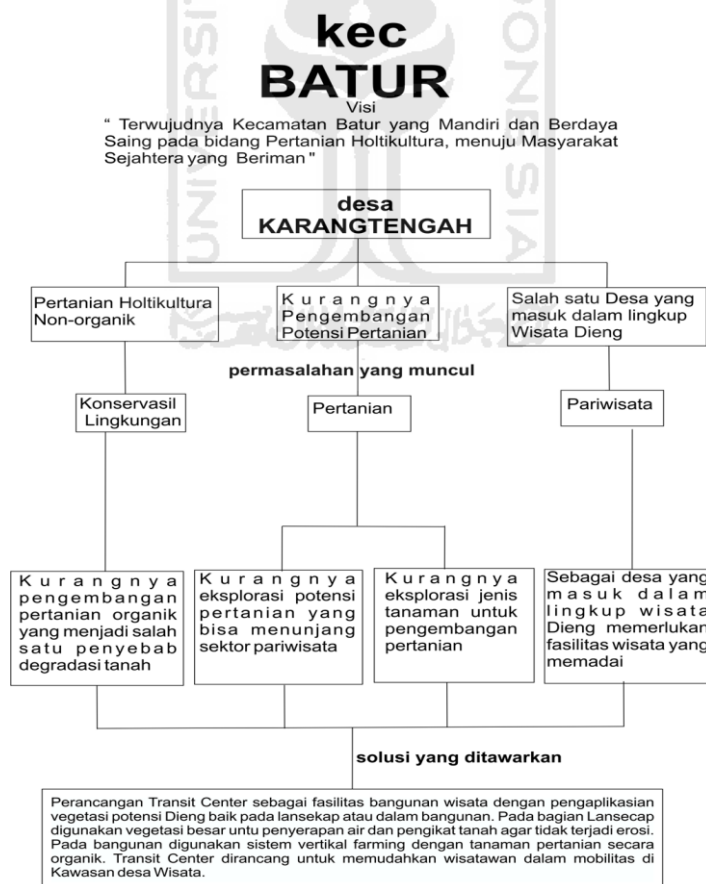 kec
BATUR
Visi
" Terwujudnya Kecamatan Batur yang Mandiri dan Berdaya
Saing pada bidang Pertanian Holtikultura, menuju Masyarakat
Sejahtera yang Beriman "
desa
KARANGTENGAH
Pertanian Holtikultura
Non-organik
Kurangnya
Pengembangan
Potensi Pertanian
Salah satu Desa yang
masuk dalam lingkup
Wisata Dieng
permasalahan yang muncul
Konservasil
Lingkungan
Pertanian
Pariwisata
Kurangnya
pengembangan
pertanian organik
yang menjadi salah
satu penyebab
degradasi tanah
Kurangnya
eksplorasi potensi
pertanian yang
bisa menunjang
sektor pariwisata
Kurangnya
eksplorasi jenis
tanaman untuk
pengembangan
pertanian
Sebagai desa yang
masuk dalam
lingkup wisata
Dieng memerlukan
fasilitas wisata yang
memadai
solusi yang ditawarkan
Perancangan Transit Center sebagai fasilitas bangunan wisata dengan pengaplikasian
vegetasi potensi Dieng baik pada lansekap atau dalam bangunan. Pada bagian Lansecap
digunakan vegetasi besar untu penyerapan air dan pengikat tanah agar tidak terjadi erosi.
Pada bangunan digunakan sistem vertikal farming dengan tanaman pertanian secara
organik. Transit Center dirancang untuk memudahkan wisatawan dalam mobilitas di
Kawasan desa Wisata.